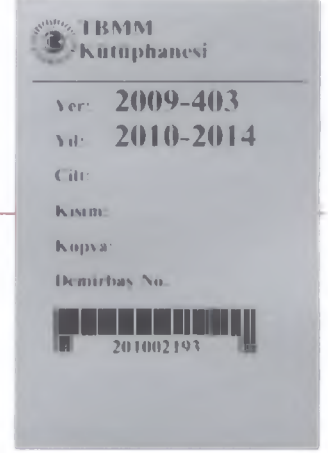 TBMM
Kütüphanesi
Yer: 2009-403
Yıl: 2010-2014
Cilt:
Kısım:
Kopya:
Demirbaş No.:
201002193